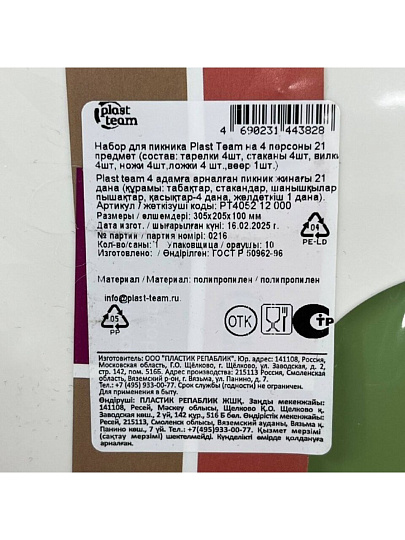 plast team
4 690231 443828
Набор для пикника Plast Team на 4 персоны 21
предмет (состав: тарелки 4шт, стаканы 4шт, вилки
4шт, ножи 4шт,ложки 4 шт.,веер 1шт.)
Plast team 4 адамға арналған пикник жинағы 21
дана (құрамы: табақтар, стакандар, шанышқылар
пышақтар, қасықтар-4 дана, желдеткіш 1 дана).
Артикул / жеткізуші коды: PT4052 12 000
Размеры / өлшемдері: 305х205х100 мм
Дата изгот. / шығарылған күні: 16.02.2025 г.
№ партии / партия нөмірі: 0216
Кол-во/саны: 1 Упаковщица / ораушы: 10
Изготовлено / Өндірілген: ГОСТ Р 50962-96
04
PE-LD
Материал / Материал: полипропилен / полипропилен
info@plast-team.ru
05
PP
ОТК
СТР
Изготовитель: ООО "ПЛАСТИК РЕПАБЛИК". Юр. адрес: 141108, Россия,
Московская область, Г.О. Щёлково, г. Щёлково, ул. Заводская, д. 2,
стр. 142, пом. 516Б. Адрес производства: 215113 Россия, Смоленская
область, Вяземский р-он, г. Вязьма, ул. Панино, д. 7.
Тел. +7(495) 933-00-77. Срок службы (годности) не ограничен.
Для применения в быту.
Өндіруші: ПЛАСТИК РЕПАБЛИК ЖШҚ. Заңды мекенжайы:
141108, Ресей, Мәскеу облысы, Щелково Қ.О. Щелково қ.
Заводская көш., 2 үй, 142 құр., 516 Б бөл. Өндіріс мекенжайы:
215113, Ресей, Смоленск облысы, Вяземский ауданы, Вязьма қ.
Панино көш., 7 үй. Тел.: +7(495)933-00-77. Қызмет мерзімі
(сақтау мерзімі) шектелмейді. Күнделікті өмірде қолдануға
арналған.